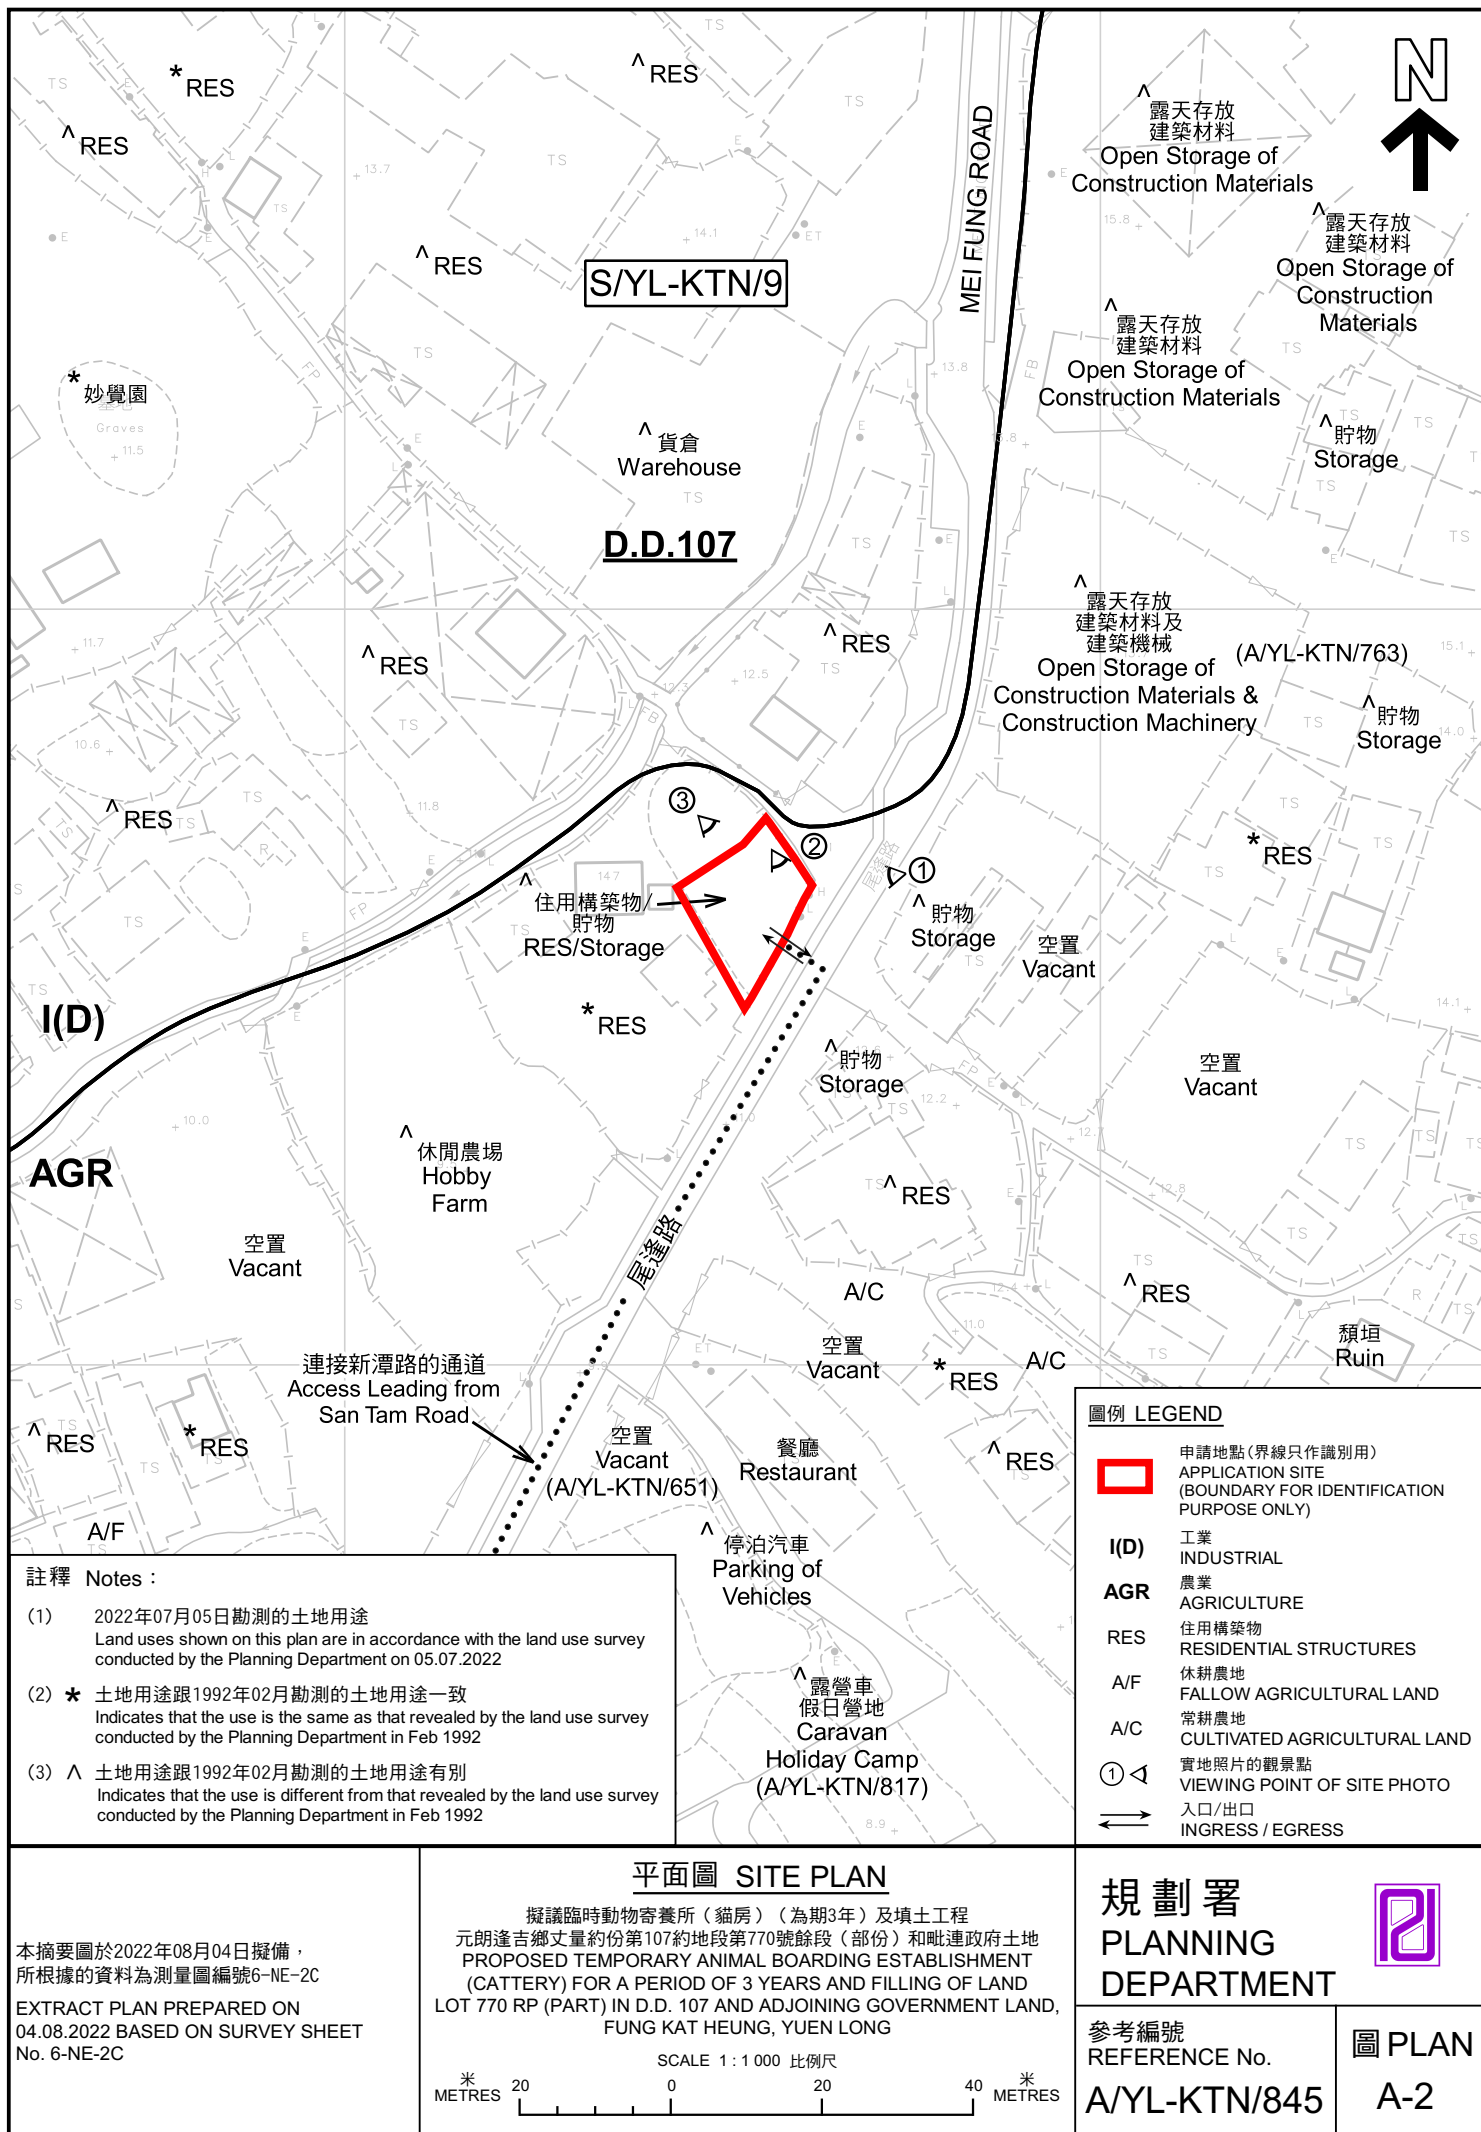 N
* RES
^ RES
^ RES
^ RES
S/YL-KTN/9
MEI FUNG ROAD
^ 露天存放
建築材料
Open Storage of
Construction Materials
^ 露天存放
建築材料
Open Storage of
Construction
Materials
^ 露天存放
建築材料
Open Storage of
Construction Materials
* 妙覺園
墓地
Graves
^ 貨倉
Warehouse
^ 貯物
Storage
D.D.107
^ RES
^ RES
^ 露天存放
建築材料及
建築機械
Open Storage of
Construction Materials &
Construction Machinery
(A/YL-KTN/763)
^ 貯物
Storage
^ RES
③
②
①
* RES
^ 住用構築物/
貯物
RES/Storage
尾逢路
^ 貯物
Storage
空置
Vacant
I(D)
* RES
^ 貯物
Storage
空置
Vacant
AGR
^ 休閒農場
Hobby
Farm
^ RES
空置
Vacant
尾逢路
A/C
^ RES
空置
Vacant
* RES
A/C
頹垣
Ruin
連接新潭路的通道
Access Leading from
San Tam Road
^ RES
* RES
空置
Vacant
(A/YL-KTN/651)
餐廳
Restaurant
^ RES
A/F
^ 停泊汽車
Parking of
Vehicles
^ 露營車
假日營地
Caravan
Holiday Camp
(A/YL-KTN/817)
註釋 Notes :
(1) 2022年07月05日勘測的土地用途
Land uses shown on this plan are in accordance with the land use survey
conducted by the Planning Department on 05.07.2022
(2) * 土地用途跟1992年02月勘測的土地用途一致
Indicates that the use is the same as that revealed by the land use survey
conducted by the Planning Department in Feb 1992
(3) ^ 土地用途跟1992年02月勘測的土地用途有別
Indicates that the use is different from that revealed by the land use survey
conducted by the Planning Department in Feb 1992
圖例 LEGEND
申請地點(界線只作識別用)
APPLICATION SITE
(BOUNDARY FOR IDENTIFICATION
PURPOSE ONLY)
I(D) 工業
INDUSTRIAL
AGR 農業
AGRICULTURE
RES 住用構築物
RESIDENTIAL STRUCTURES
A/F 休耕農地
FALLOW AGRICULTURAL LAND
A/C 常耕農地
CULTIVATED AGRICULTURAL LAND
① 實地照片的觀景點
VIEWING POINT OF SITE PHOTO
入口/出口
INGRESS / EGRESS
本摘要圖於2022年08月04日擬備，
所根據的資料為測量圖編號6-NE-2C
EXTRACT PLAN PREPARED ON
04.08.2022 BASED ON SURVEY SHEET
No. 6-NE-2C
平面圖 SITE PLAN
擬議臨時動物寄養所（貓房）（為期3年）及填土工程
元朗逢吉鄉丈量約份第107約地段第770號餘段（部份）和毗連政府土地
PROPOSED TEMPORARY ANIMAL BOARDING ESTABLISHMENT
(CATTERY) FOR A PERIOD OF 3 YEARS AND FILLING OF LAND
LOT 770 RP (PART) IN D.D. 107 AND ADJOINING GOVERNMENT LAND,
FUNG KAT HEUNG, YUEN LONG
SCALE 1 : 1 000 比例尺
米 METRES 20 0 20 40 米 METRES
規劃署
PLANNING
DEPARTMENT
參考編號
REFERENCE No.
A/YL-KTN/845
圖 PLAN
A-2